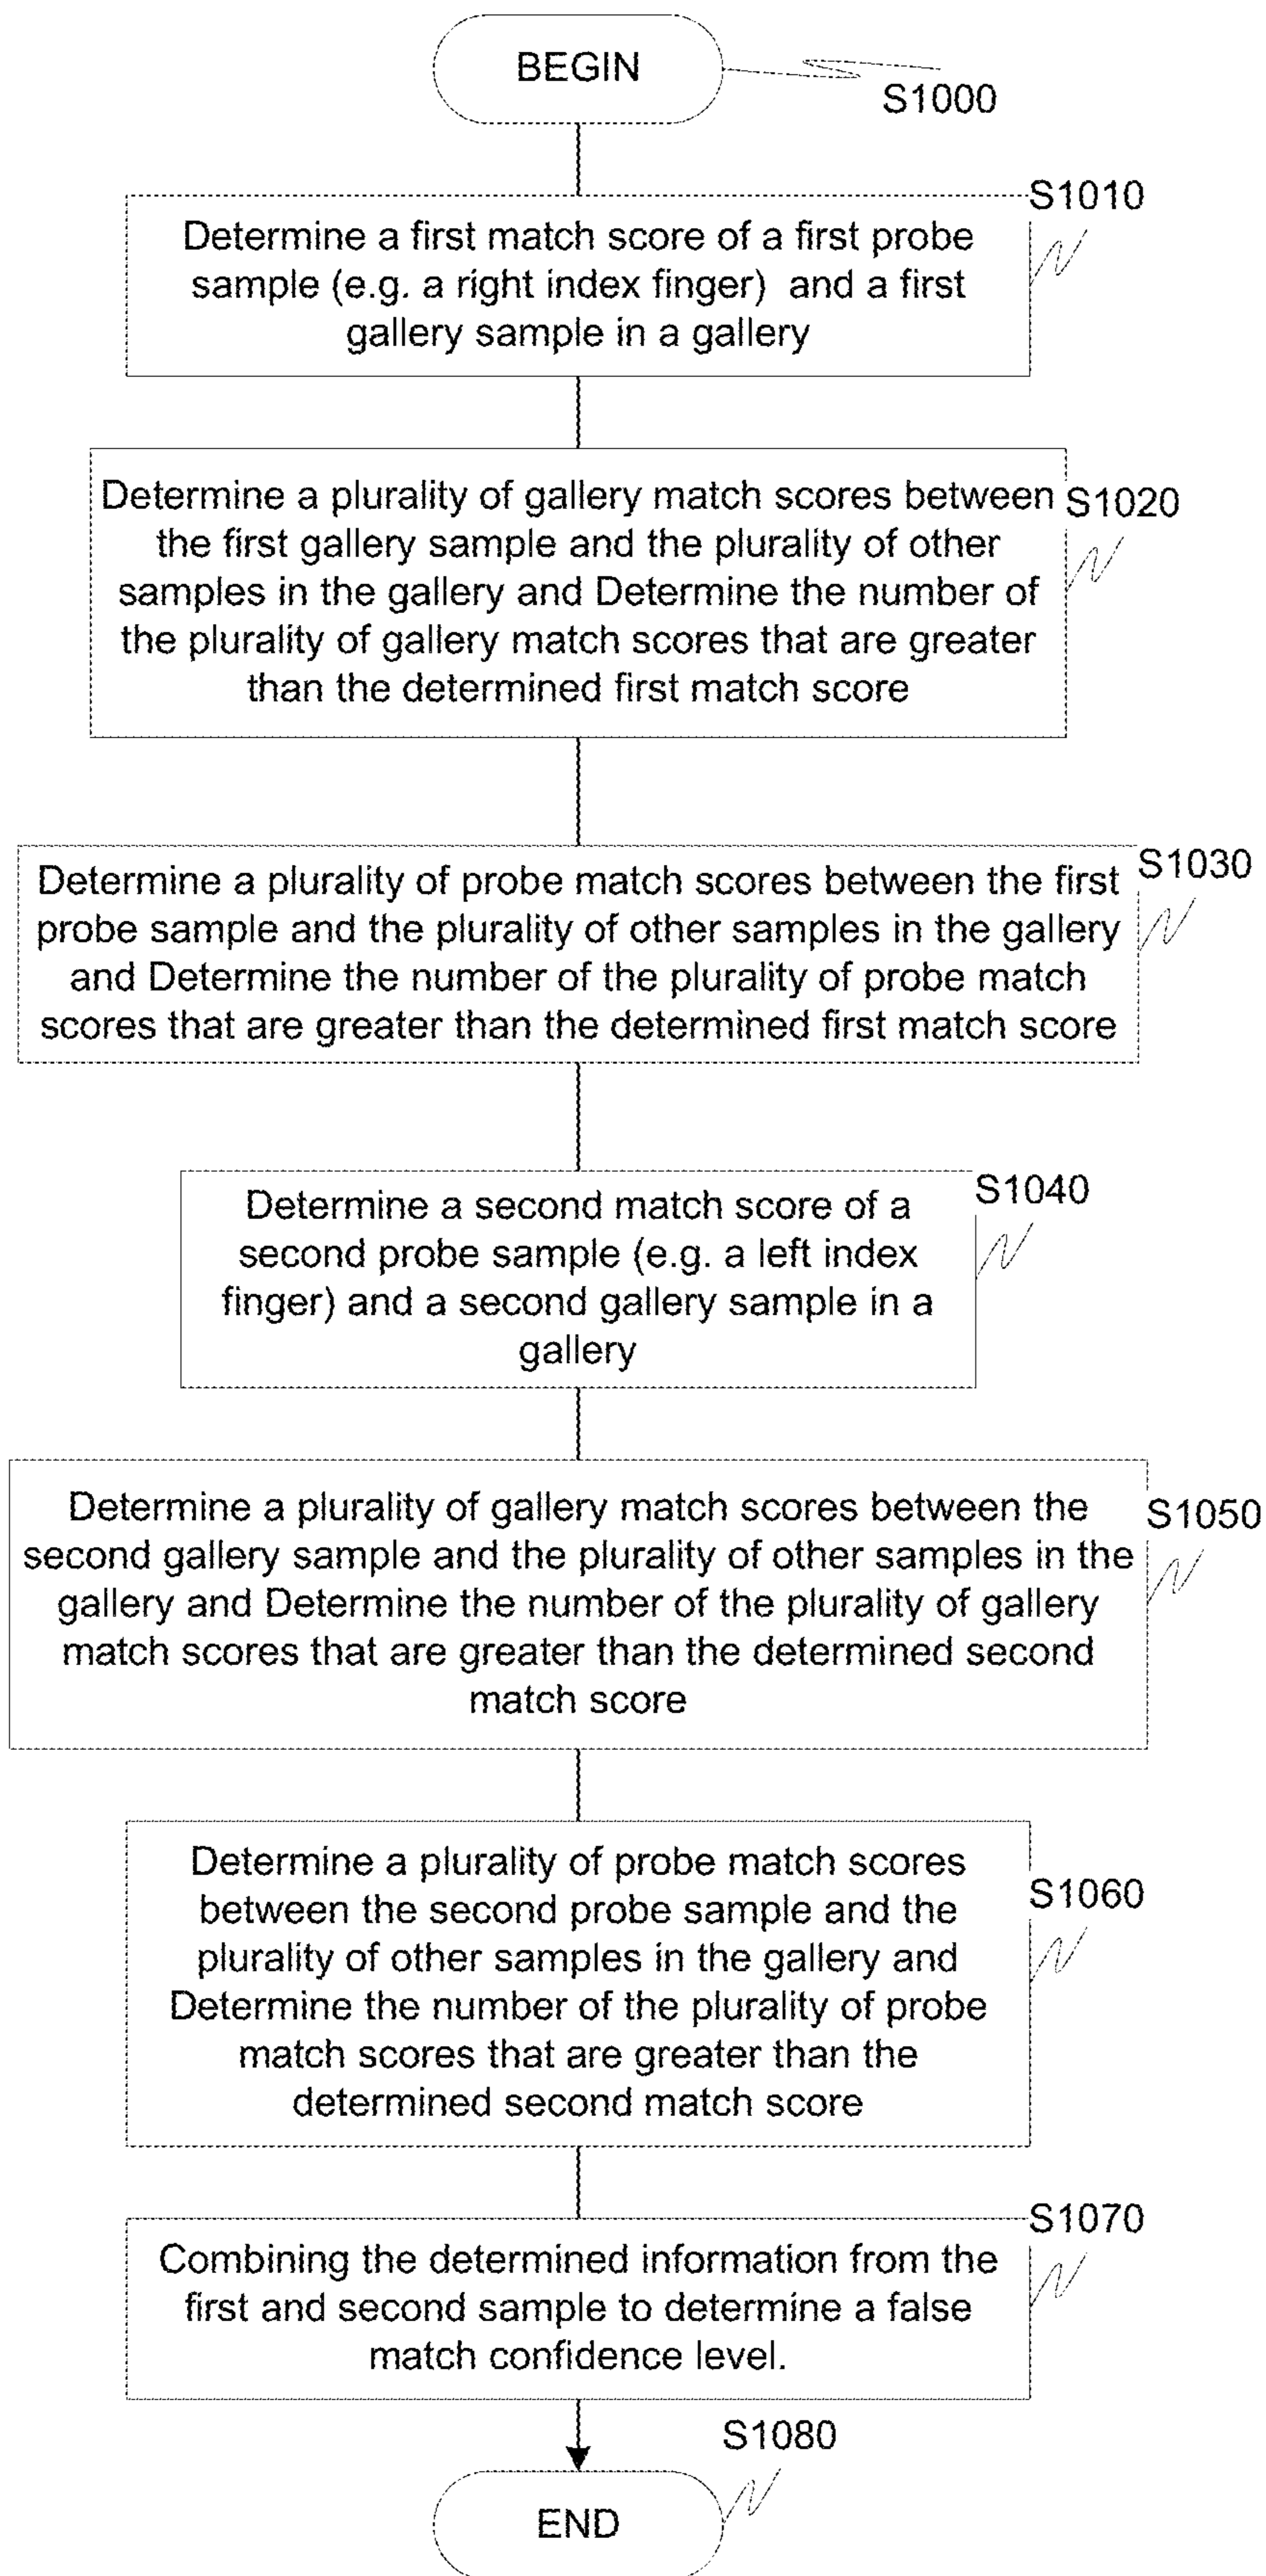 BEGIN
S1000
S1010
Determine a first match score of a first probe
sample (e.g. a right index finger) and a first
gallery sample in a gallery
Determine a plurality of gallery match scores between
S1020
the first gallery sample and the plurality of other
samples in the gallery and Determine the number of
the plurality of gallery match scores that are greater
than the determined first match score
S1030
Determine a plurality of probe match scores between the first
probe sample and the plurality of other samples in the gallery
and Determine the number of the plurality of probe match
scores that are greater than the determined first match score
S1040
Determine a second match score of a
second probe sample (e.g. a left index
finger) and a second gallery sample in a
gallery
Determine a plurality of gallery match scores between the
S1050
second gallery sample and the plurality of other samples in the
gallery and Determine the number of the plurality of gallery
match scores that are greater than the determined second
match score
Determine a plurality of probe match scores
S1060
between the second probe sample and the
plurality of other samples in the gallery and
Determine the number of the plurality of probe
match scores that are greater than the
determined second match score
S1070
Combining the determined information from the
first and second sample to determine a false
match confidence level.
S1080
END